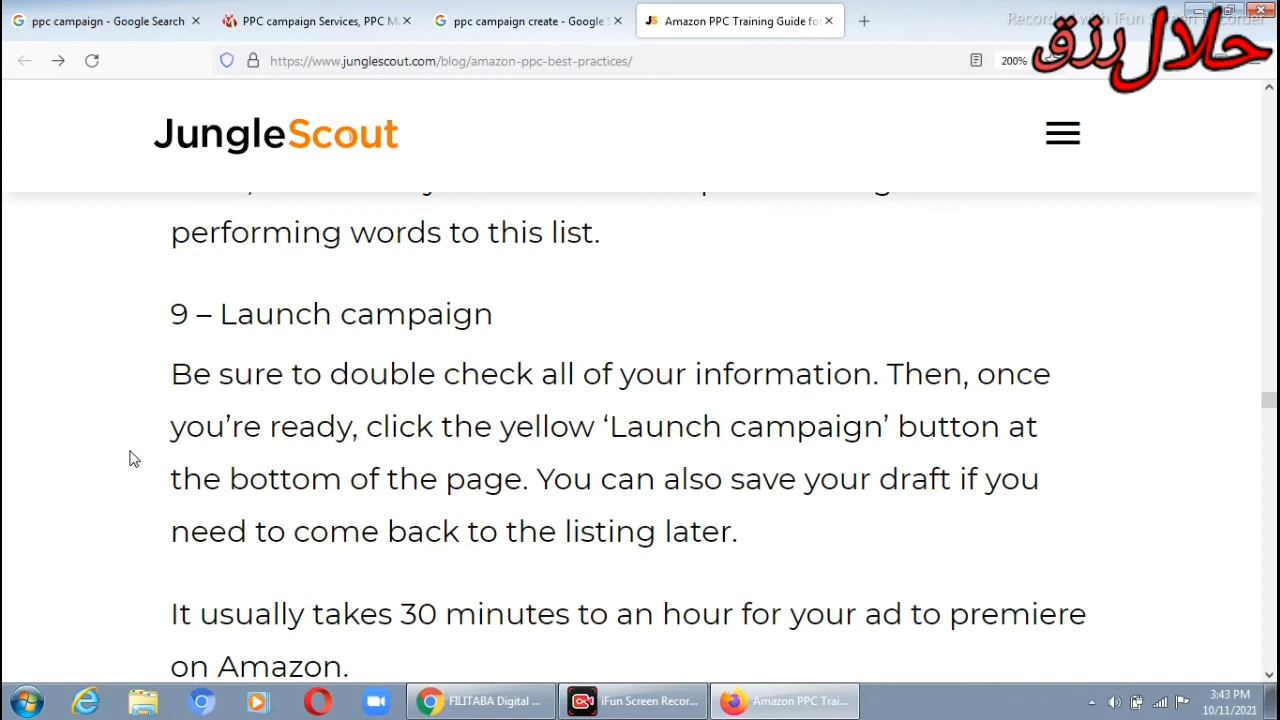 ppc campaign - Google Search
PPC campaign Services, PPC M
ppc campaign create - Google S
Amazon PPC Training Guide for
Recorded with iFun Screen Recorder
https://www.junglescout.com/blog/amazon-ppc-best-practices/
200%
حلال رزق
JungleScout
performing words to this list.
9 – Launch campaign
Be sure to double check all of your information. Then, once
you’re ready, click the yellow ‘Launch campaign’ button at
the bottom of the page. You can also save your draft if you
need to come back to the listing later.
It usually takes 30 minutes to an hour for your ad to premiere
on Amazon.
FILITABA Digital ...
iFun Screen Recor...
Amazon PPC Trai...
3:43 PM
10/11/2021